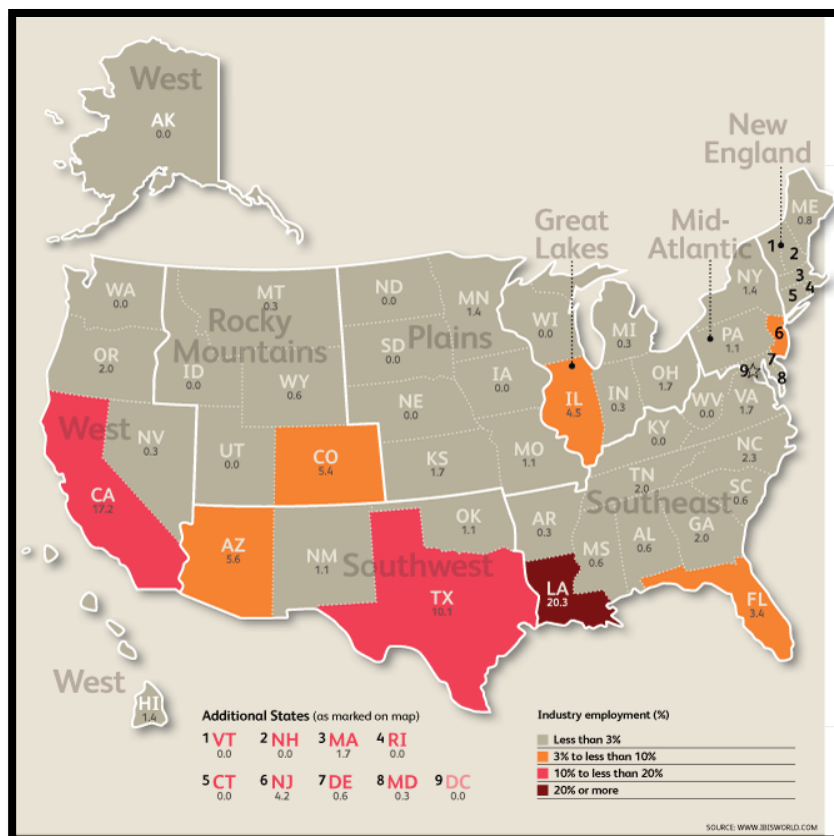 West
AK
0.0
New
England
ME
0.8
Great
Lakes
Mid-
Atlantic
1
2
3
4
5
NY
1.4
WA
0.0
MT
0.3
ND
0.0
MN
1.4
WI
0.0
MI
0.3
PA
1.1
6
7
8
9
OR
2.0
Rocky
Mountains
ID
0.0
WY
0.6
SD
0.0
Plains
IA
0.0
NE
0.0
IL
4.5
IN
0.3
OH
1.7
WV
0.0
VA
1.7
West
NV
0.3
UT
0.0
CO
5.4
KS
1.7
MO
1.1
KY
0.0
NC
2.3
CA
17.2
AZ
5.6
NM
1.1
OK
1.1
Southwest
TX
10.1
AR
0.3
TN
2.0
Southeast
SC
0.6
MS
0.6
AL
0.6
GA
2.0
LA
20.3
FL
3.4
West
HI
1.4
Additional States (as marked on map)
1 VT 2 NH 3 MA 4 RI
0.0 0.0 1.7 0.0
5 CT 6 NJ 7 DE 8 MD 9 DC
0.0 4.2 0.6 0.3 0.0
Industry employment (%)
Less than 3%
3% to less than 10%
10% to less than 20%
20% or more
SOURCE: WWW.IBISWORLD.COM